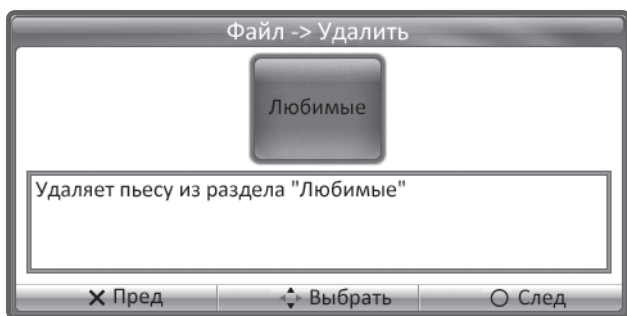 Файл -> Удалить
Любимые
Удаляет пьесу из раздела "Любимые"
Пред Выбрать След